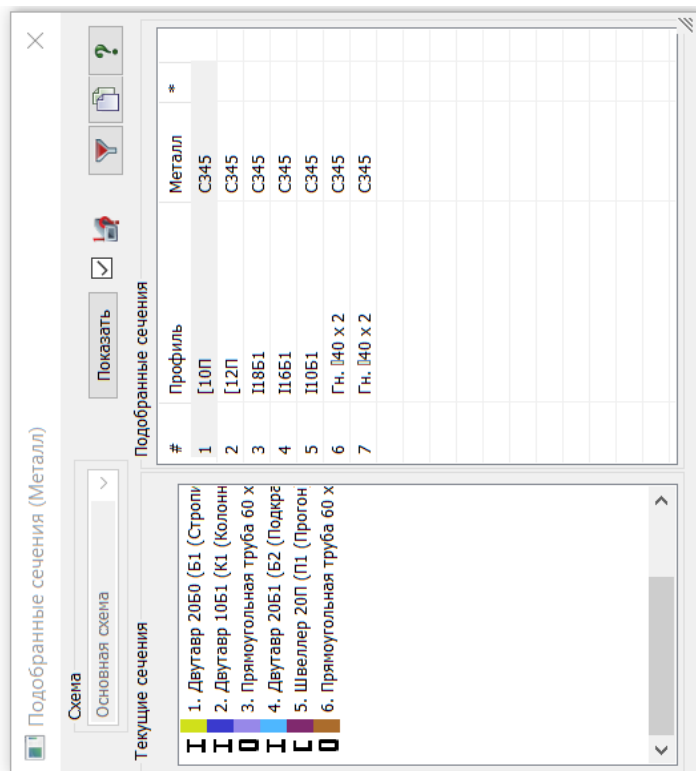 Подобранные сечения (Металл)
Схема
Основная схема
Показать
?
Текущие сечения
1. Двутавр 20Б0 (Б1 (Стропи
2. Двутавр 10Б1 (К1 (Колонн
3. Прямоугольная труба 60 x
4. Двутавр 20Б1 (Б2 (Подкра
5. Швеллер 20П (П1 (Прогон
6. Прямоугольная труба 60 x
Подобранные сечения
# Профиль Металл *
1 [10П С345
2 [12П С345
3 I18Б1 С345
4 I16Б1 С345
5 I10Б1 С345
6 Гн. ▯40 x 2 С345
7 Гн. ▯40 x 2 С345